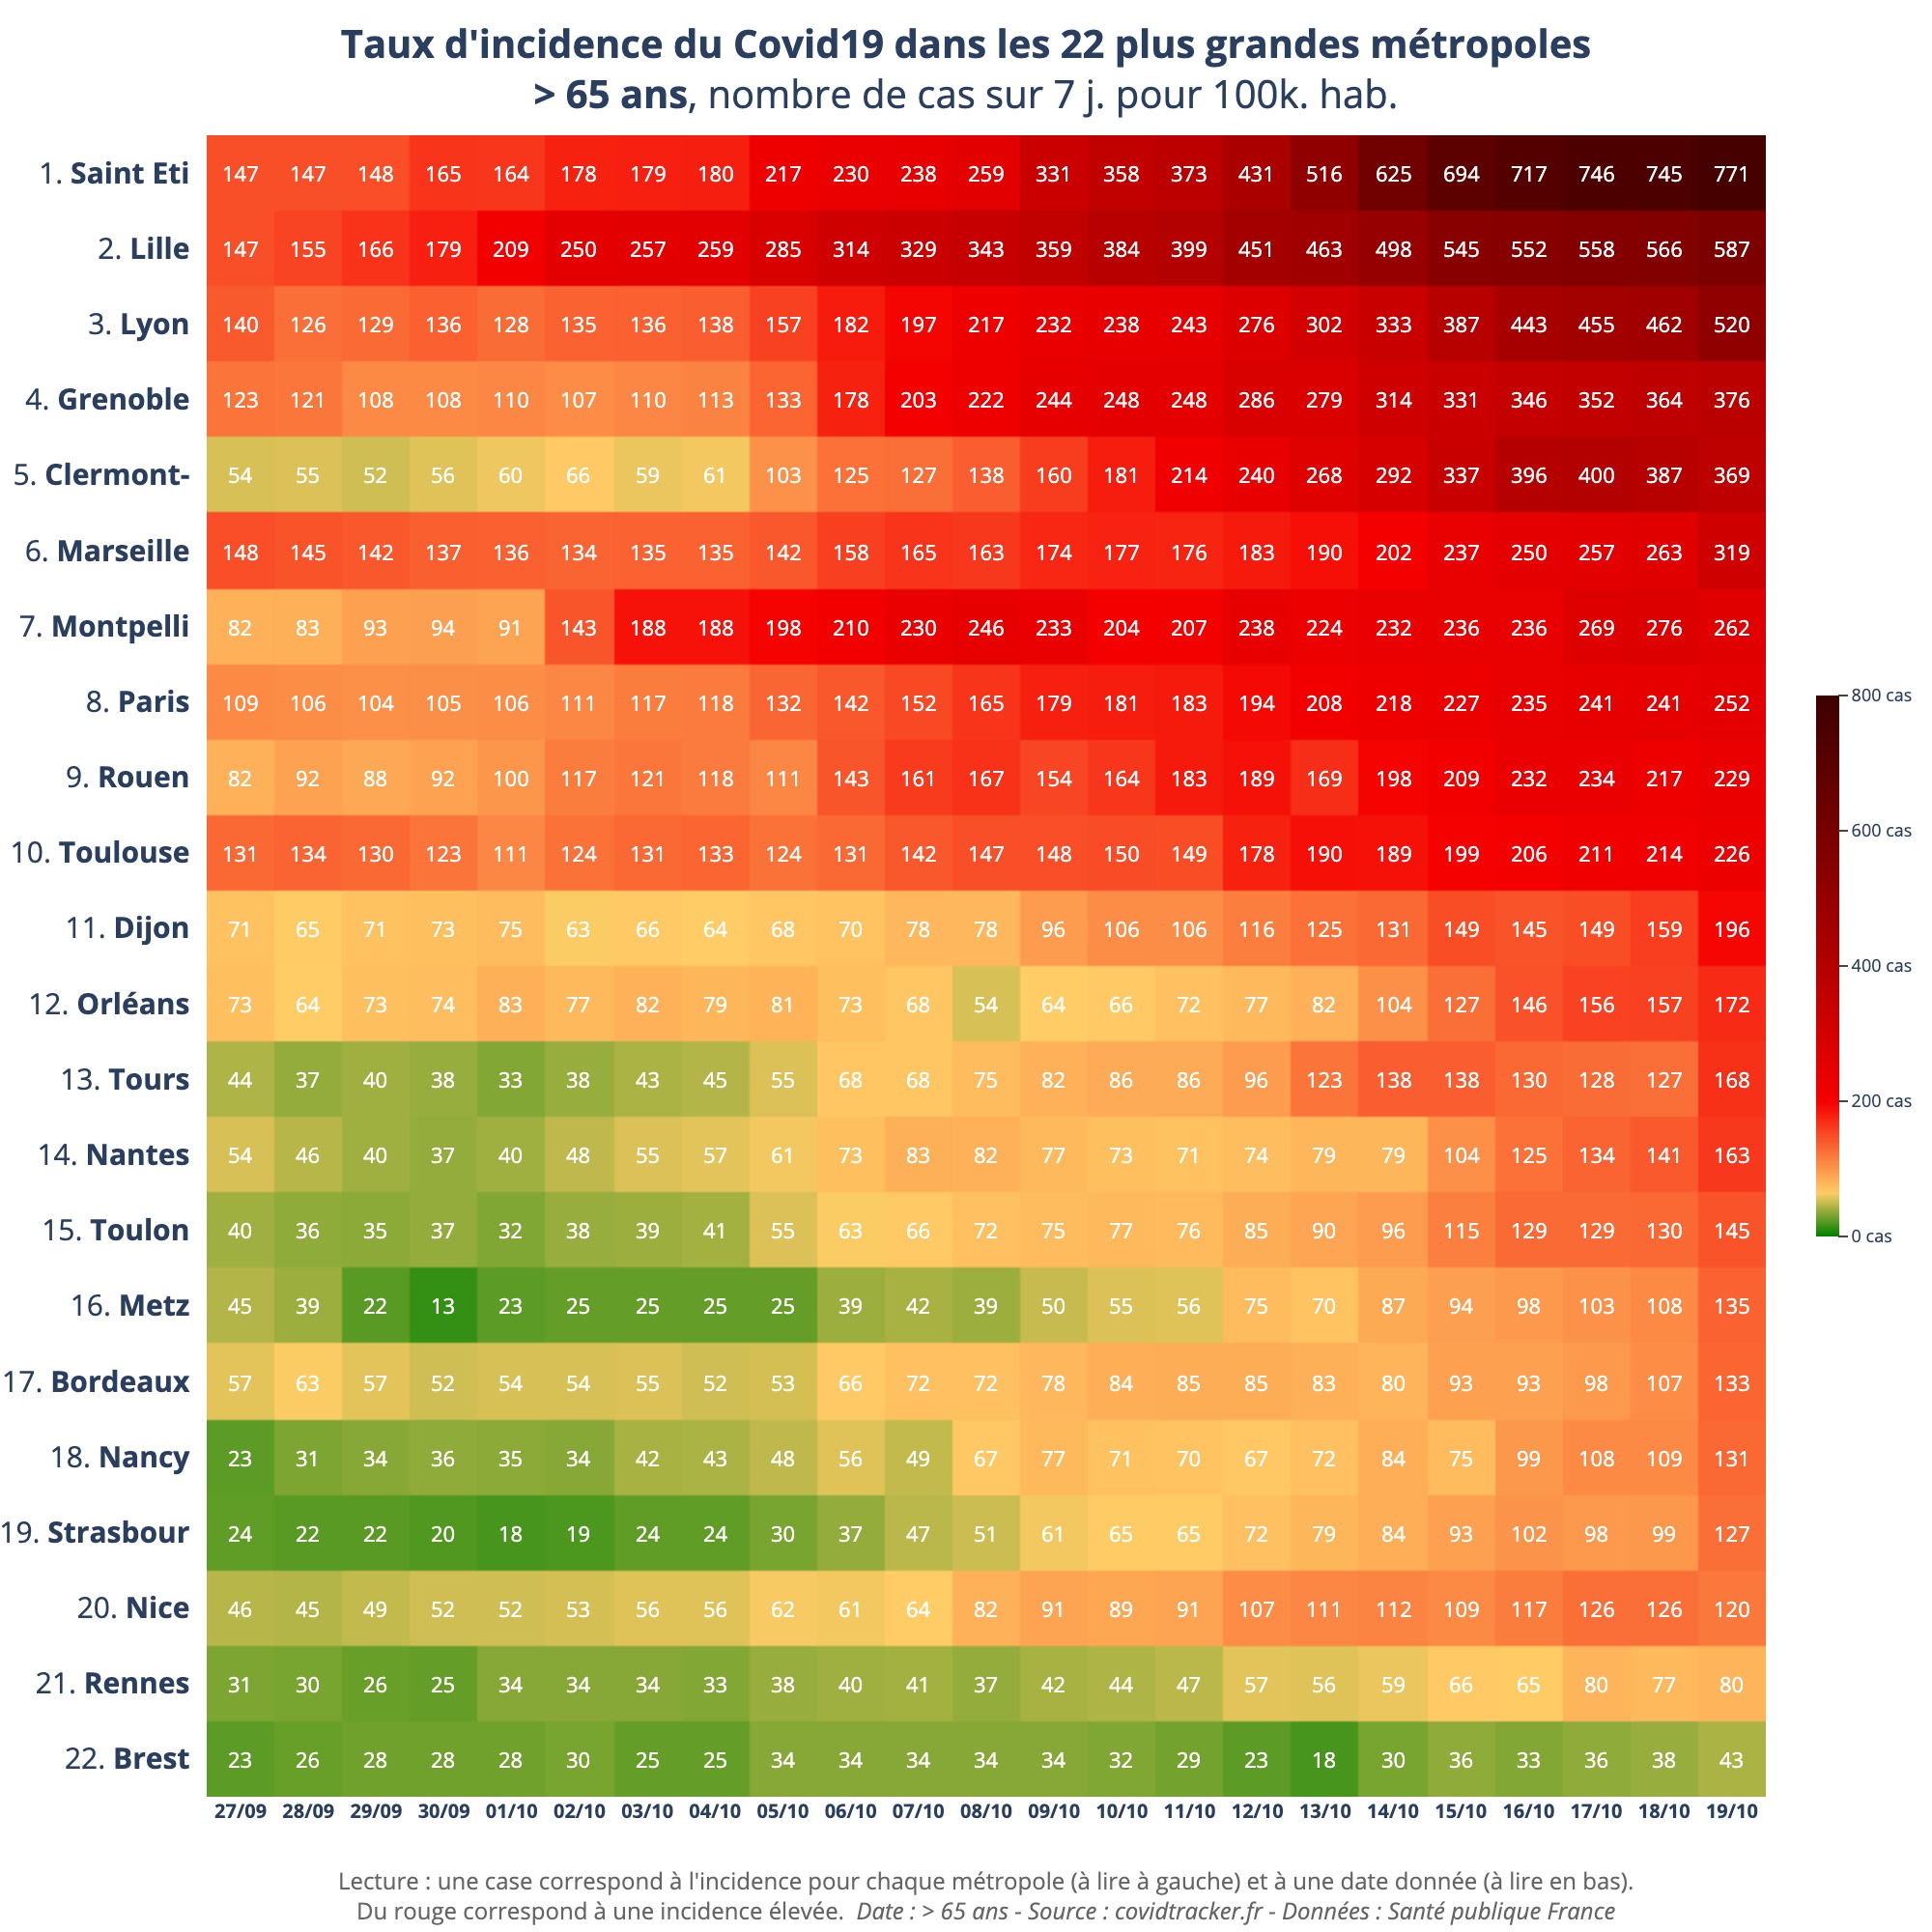 Taux d'incidence du Covid19 dans les 22 plus grandes métropoles
> 65 ans, nombre de cas sur 7 j. pour 100k. hab.
1. Saint Eti 147 147 148 165 164 178 179 180 217 230 238 259 331 358 373 431 516 625 694 717 746 745 771
2. Lille 147 155 166 179 209 250 257 259 285 314 329 343 359 384 399 451 463 498 545 552 558 566 587
3. Lyon 140 126 129 136 128 135 136 138 157 182 197 217 232 238 243 276 302 333 387 443 455 462 520
4. Grenoble 123 121 108 108 110 107 110 113 133 178 203 222 244 248 248 286 279 314 331 346 352 364 376
5. Clermont- 54 55 52 56 60 66 59 61 103 125 127 138 160 181 214 240 268 292 337 396 400 387 369
6. Marseille 148 145 142 137 136 134 135 135 142 158 165 163 174 177 176 183 190 202 237 250 257 263 319
7. Montpelli 82 83 93 94 91 143 188 188 198 210 230 246 233 204 207 238 224 232 236 236 269 276 262
8. Paris 109 106 104 105 106 111 117 118 132 142 152 165 179 181 183 194 208 218 227 235 241 241 252
9. Rouen 82 92 88 92 100 117 121 118 111 143 161 167 154 164 183 189 169 198 209 232 234 217 229
10. Toulouse 131 134 130 123 111 124 131 133 124 131 142 147 148 150 149 178 190 189 199 206 211 214 226
11. Dijon 71 65 71 73 75 63 66 64 68 70 78 78 96 106 106 116 125 131 149 145 149 159 196
12. Orléans 73 64 73 74 83 77 82 79 81 73 68 54 64 66 72 77 82 104 127 146 156 157 172
13. Tours 44 37 40 38 33 38 43 45 55 68 68 75 82 86 86 96 123 138 138 130 128 127 168
14. Nantes 54 46 40 37 40 48 55 57 61 73 83 82 77 73 71 74 79 79 104 125 134 141 163
15. Toulon 40 36 35 37 32 38 39 41 55 63 66 72 75 77 76 85 90 96 115 129 129 130 145
16. Metz 45 39 22 13 23 25 25 25 25 39 42 39 50 55 56 75 70 87 94 98 103 108 135
17. Bordeaux 57 63 57 52 54 54 55 52 53 66 72 72 78 84 85 85 83 80 93 93 98 107 133
18. Nancy 23 31 34 36 35 34 42 43 48 56 49 67 77 71 70 67 72 84 75 99 108 109 131
19. Strasbour 24 22 22 20 18 19 24 24 30 37 47 51 61 65 65 72 79 84 93 102 98 99 127
20. Nice 46 45 49 52 52 53 56 56 62 61 64 82 91 89 91 107 111 112 109 117 126 126 120
21. Rennes 31 30 26 25 34 34 34 33 38 40 41 37 42 44 47 57 56 59 66 65 80 77 80
22. Brest 23 26 28 28 28 30 25 25 34 34 34 34 34 32 29 23 18 30 36 33 36 38 43
27/09 28/09 29/09 30/09 01/10 02/10 03/10 04/10 05/10 06/10 07/10 08/10 09/10 10/10 11/10 12/10 13/10 14/10 15/10 16/10 17/10 18/10 19/10
800 cas
600 cas
400 cas
200 cas
0 cas
Lecture : une case correspond à l'incidence pour chaque métropole (à lire à gauche) et à une date donnée (à lire en bas).
Du rouge correspond à une incidence élevée. Date : > 65 ans - Source : covidtracker.fr - Données : Santé publique France